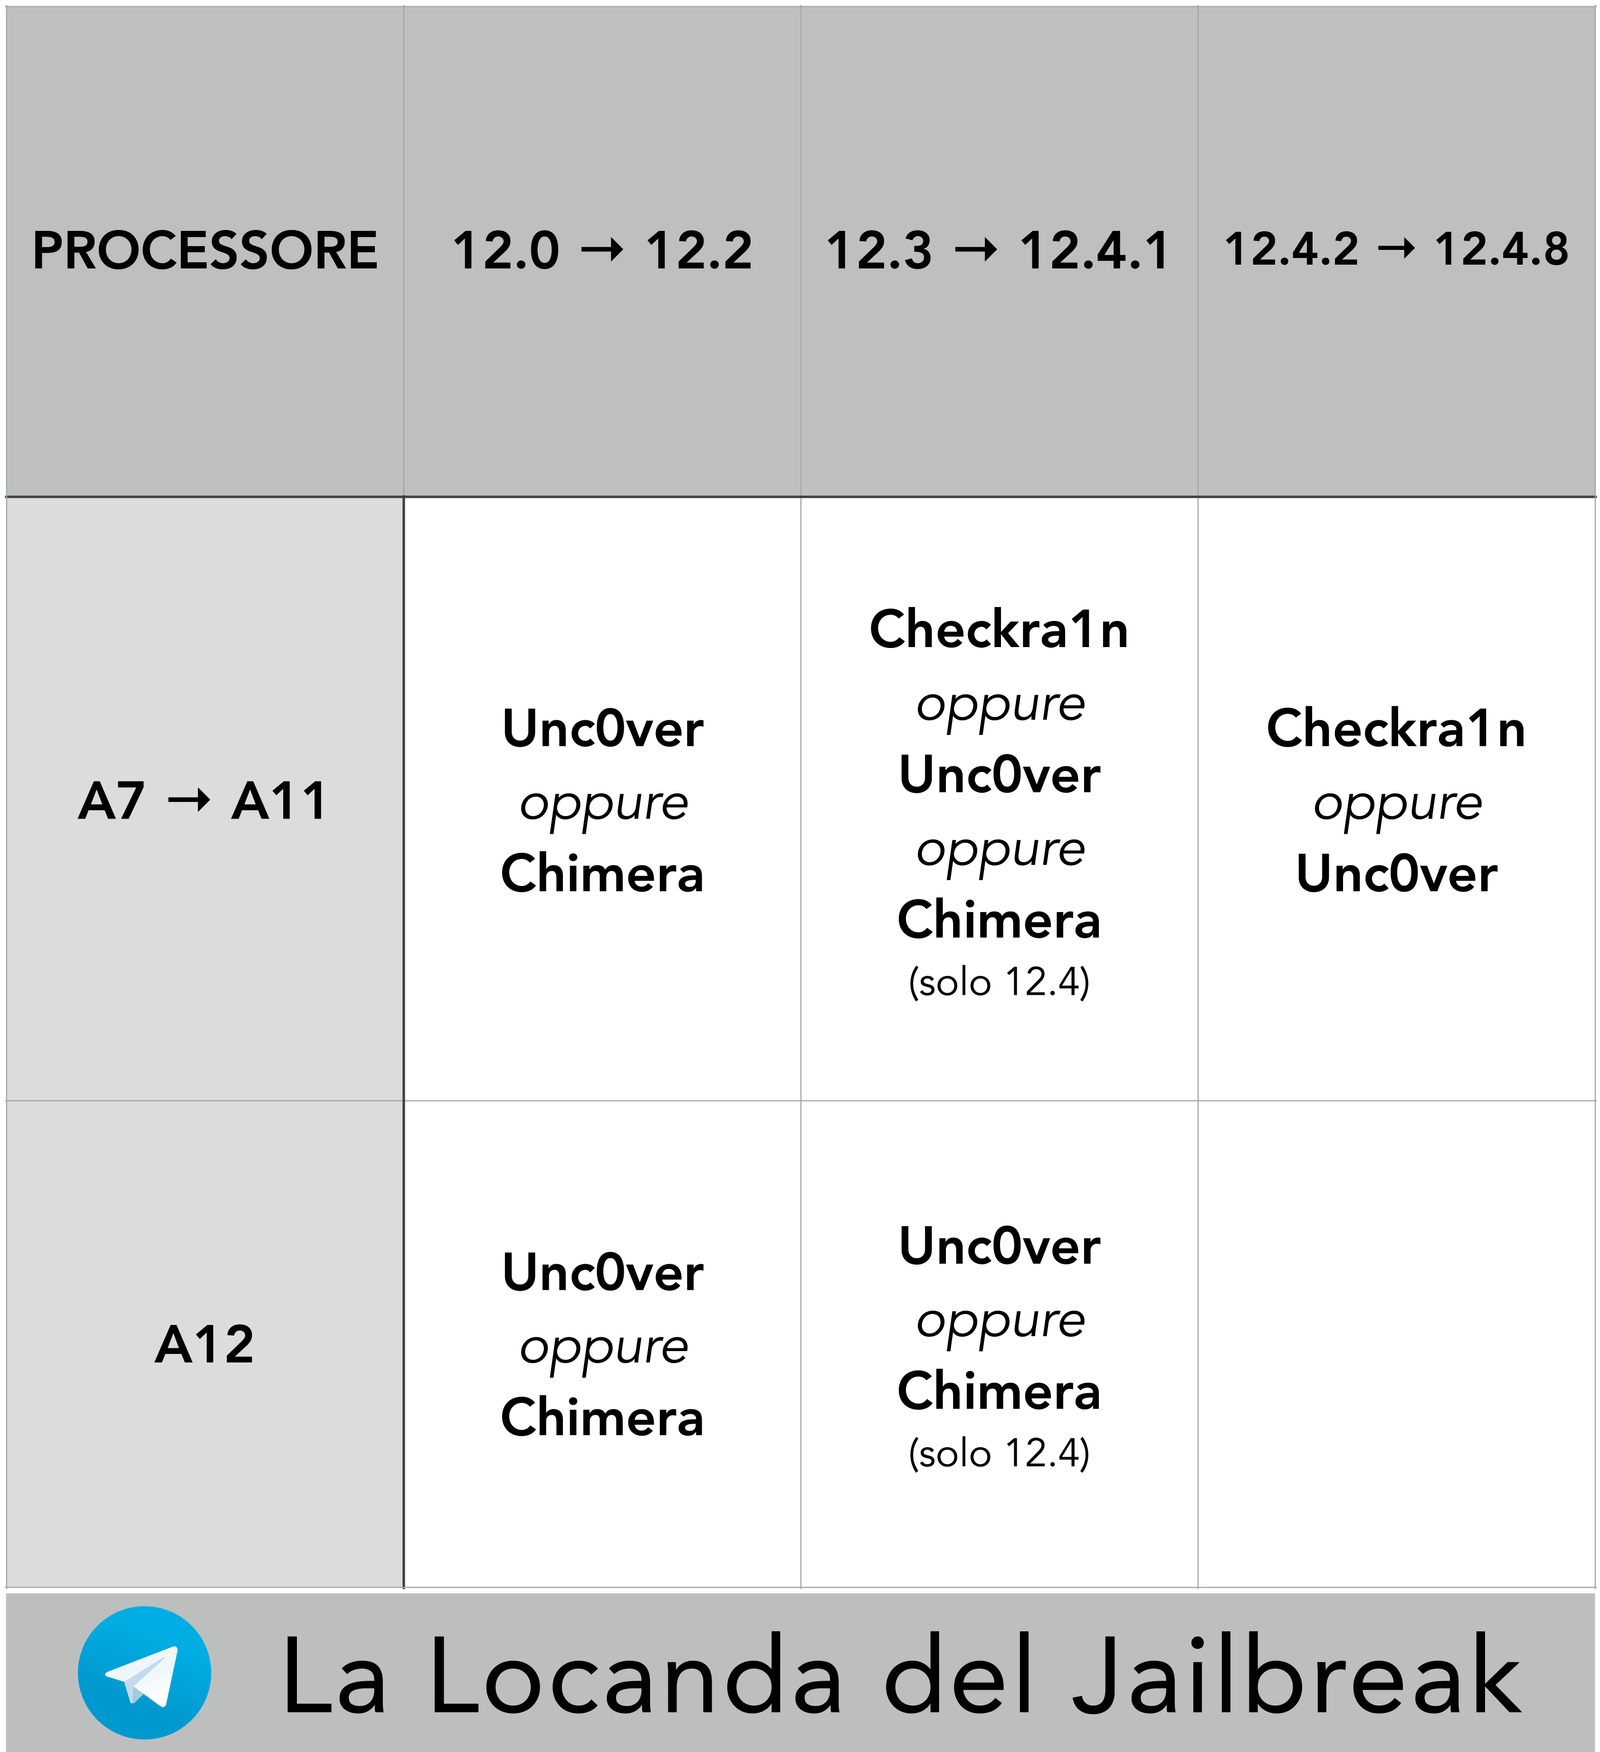 PROCESSORE
12.0 → 12.2
12.3 → 12.4.1
12.4.2 → 12.4.8
A7 → A11
Unc0ver
oppure
Chimera
Checkra1n
oppure
Unc0ver
oppure
Chimera
(solo 12.4)
Checkra1n
oppure
Unc0ver
A12
Unc0ver
oppure
Chimera
Unc0ver
oppure
Chimera
(solo 12.4)
La Locanda del Jailbreak